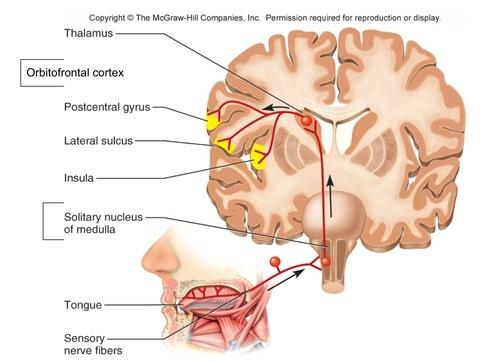 Copyright © The McGraw-Hill Companies, Inc. Permission required for reproduction or display.
Thalamus
Orbitofrontal cortex
Postcentral gyrus
Lateral sulcus
Insula
Solitary nucleus
of medulla
Tongue
Sensory
nerve fibers